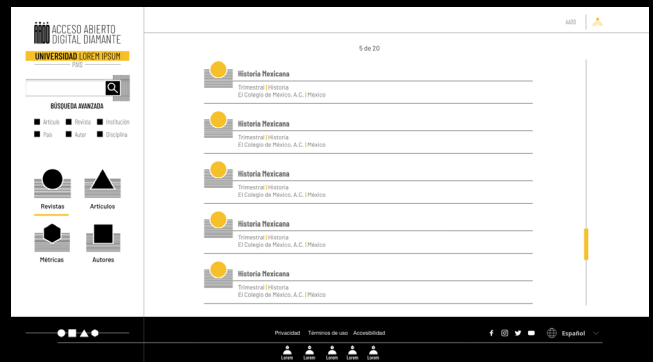 ACCESO ABIERTO
DIGITAL DIAMANTE
UNIVERSIDAD LOREM IPSUM
PAÍS
BÚSQUEDA AVANZADA
Artículo Revista Institución
País Autor Disciplina
Revistas Artículos
Métricas Autores
AADD
5 de 20
Historia Mexicana
Trimestral | Historia
El Colegio de México, A.C. | México
Historia Mexicana
Trimestral | Historia
El Colegio de México, A.C. | México
Historia Mexicana
Trimestral | Historia
El Colegio de México, A.C. | México
Historia Mexicana
Trimestral | Historia
El Colegio de México, A.C. | México
Historia Mexicana
Trimestral | Historia
El Colegio de México, A.C. | México
Privacidad Términos de uso Accesibilidad
Español
Lorem Lorem Lorem Lorem Lorem